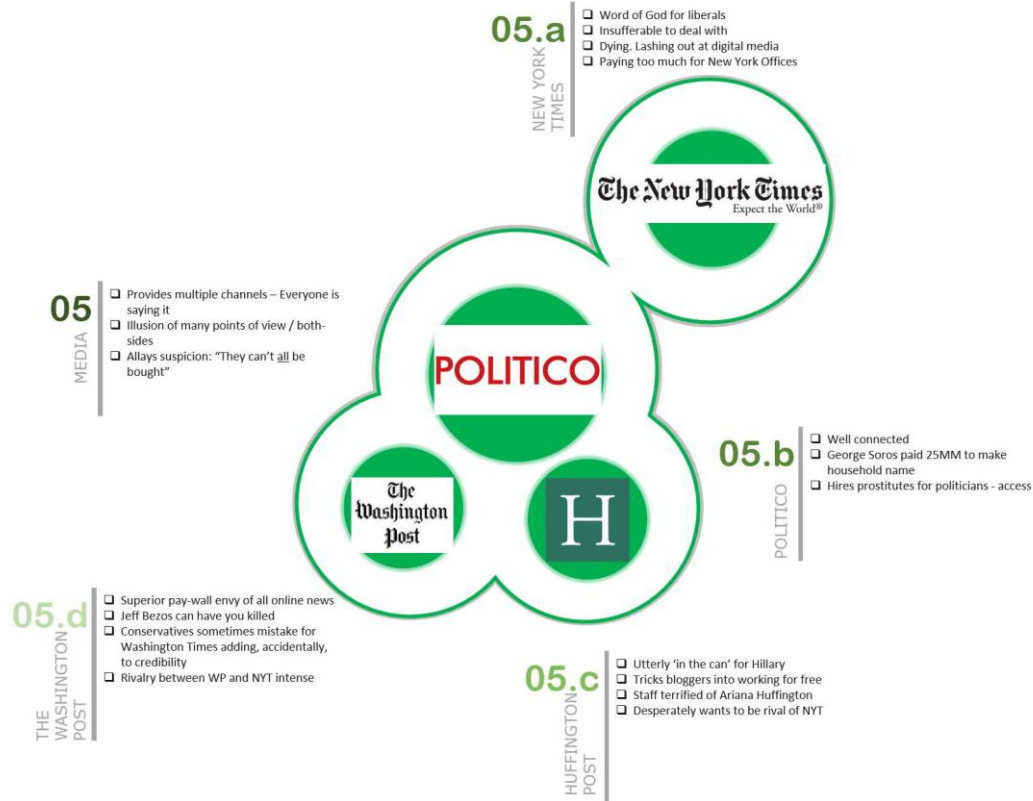 05.a
NEW YORK
TIMES
❑ Word of God for liberals
❑ Insufferable to deal with
❑ Dying. Lashing out at digital media
❑ Paying too much for New York Offices
The New York Times
Expect the World®
05
MEDIA
❑ Provides multiple channels – Everyone is
saying it
❑ Illusion of many points of view / both-
sides
❑ Allays suspicion: “They can’t all be
bought”
POLITICO
05.b
POLITICO
❑ Well connected
❑ George Soros paid 25MM to make
household name
❑ Hires prostitutes for politicians - access
The
Washington
Post
H
05.d
THE
WASHINGTON
POST
❑ Superior pay-wall envy of all online news
❑ Jeff Bezos can have you killed
❑ Conservatives sometimes mistake for
Washington Times adding, accidentally,
to credibility
❑ Rivalry between WP and NYT intense
05.c
HUFFINGTON
POST
❑ Utterly ‘in the can’ for Hillary
❑ Tricks bloggers into working for free
❑ Staff terrified of Ariana Huffington
❑ Desperately wants to be rival of NYT